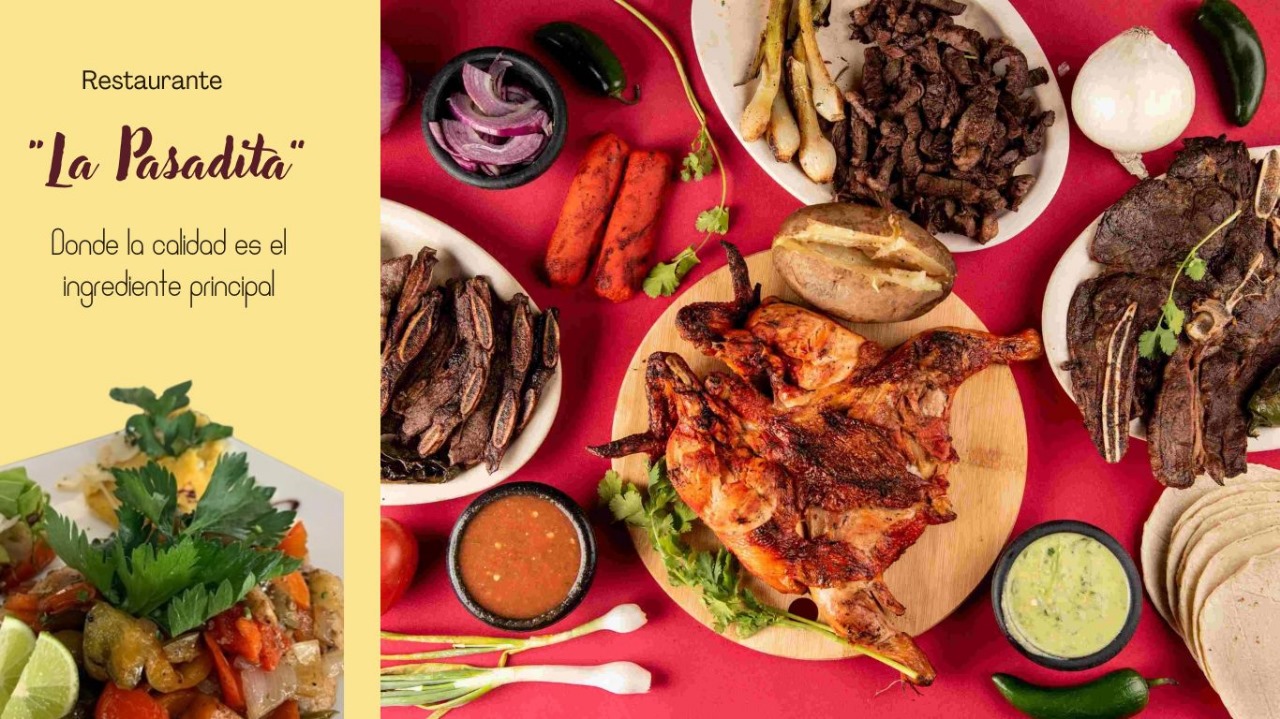 Restaurante
"La Pasadita"
Donde la calidad es el
ingrediente principal